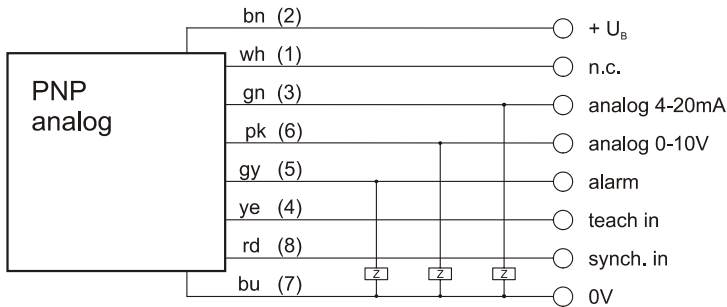 bn (2) + UB
wh (1) n.c.
PNP
analog
gn (3) analog 4-20mA
pk (6) analog 0-10V
gy (5) alarm
ye (4) teach in
rd (8) synch. in
z z z
bu (7) 0V